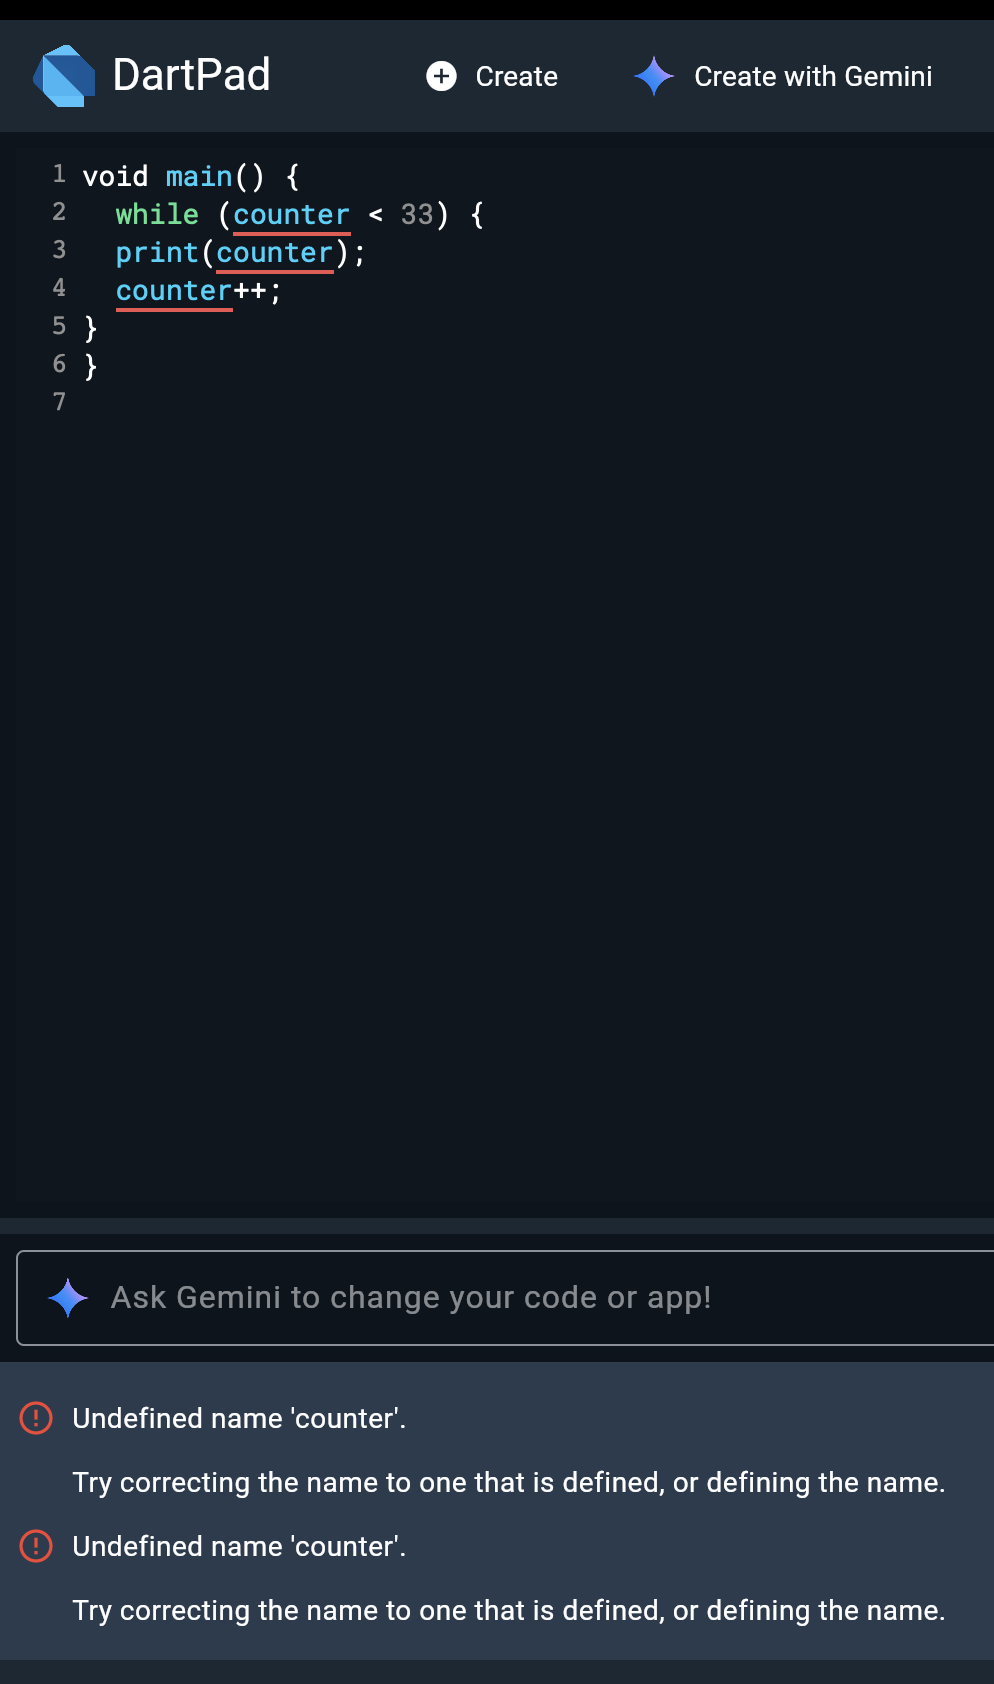 DartPad
Create
Create with Gemini
1 void main() {
2   while (counter < 33) {
3   print(counter);
4   counter++;
5 }
6 }
7
Ask Gemini to change your code or app!
Undefined name 'counter'.
Try correcting the name to one that is defined, or defining the name.
Undefined name 'counter'.
Try correcting the name to one that is defined, or defining the name.